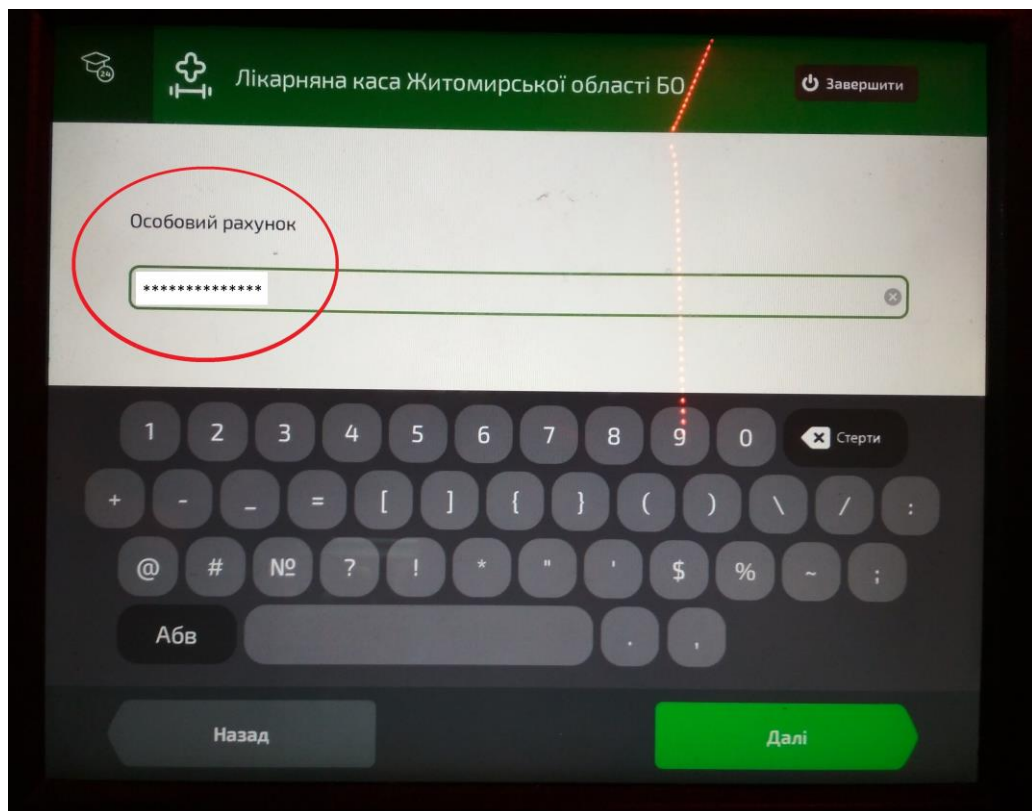 24
Лікарняна каса Житомирської області БО
Завершити
Особовий рахунок
**************
1 2 3 4 5 6 7 8 9 0 Стерти
+ - _ = [ ] { } ( ) \ / :
@ # № ? ! * " ' $ % ~ ;
Абв . ,
Назад Далі